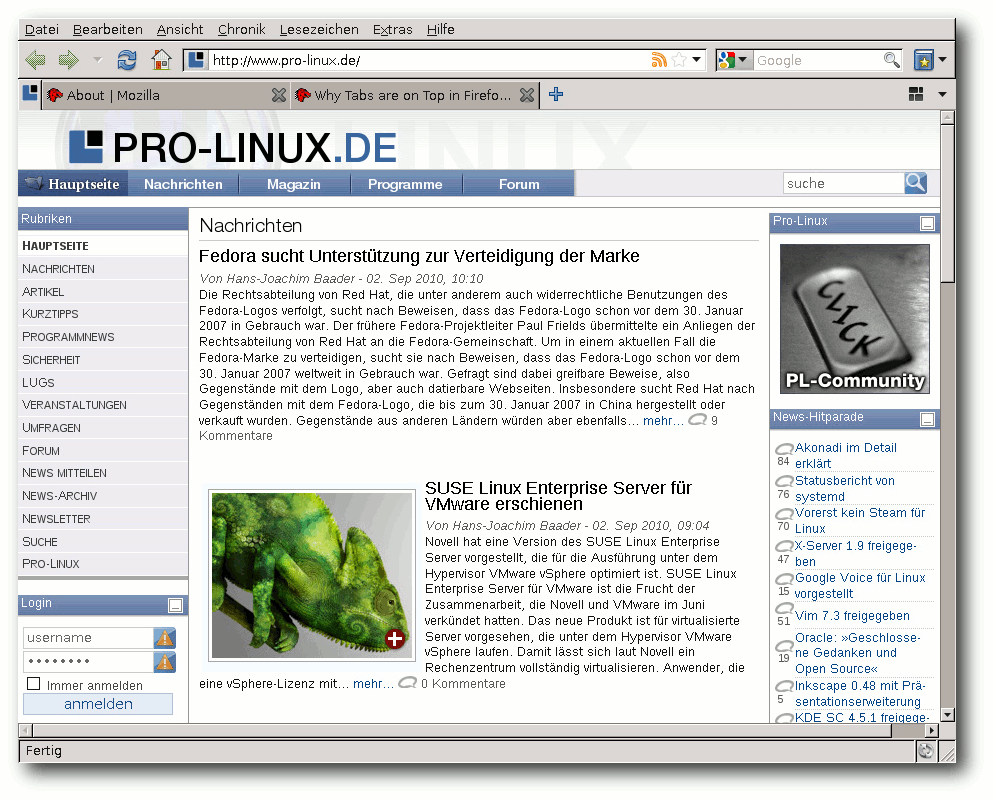 Datei Bearbeiten Ansicht Chronik Lesezeichen Extras Hilfe
http://www.pro-linux.de/ Google
About | Mozilla Why Tabs are on Top in Firefo...
PRO-LINUX.DE
Hauptseite Nachrichten Magazin Programme Forum suche
Rubriken
HAUPTSEITE
NACHRICHTEN
ARTIKEL
KURZTIPPS
PROGRAMMNEWS
SICHERHEIT
LUGS
VERANSTALTUNGEN
UMFRAGEN
FORUM
NEWS MITTEILEN
NEWS-ARCHIV
NEWSLETTER
SUCHE
PRO-LINUX
Login
username
Immer anmelden
anmelden
Nachrichten
Fedora sucht Unterstützung zur Verteidigung der Marke
Von Hans-Joachim Baader - 02. Sep 2010, 10:10
Die Rechtsabteilung von Red Hat, die unter anderem auch widerrechtliche Benutzungen des
Fedora-Logos verfolgt, sucht nach Beweisen, dass das Fedora-Logo schon vor dem 30. Januar
2007 in Gebrauch war. Der frühere Fedora-Projektleiter Paul Frields übermittelte ein Anliegen der
Rechtsabteilung von Red Hat an die Fedora-Gemeinschaft. Um in einem aktuellen Fall die
Fedora-Marke zu verteidigen, sucht sie nach Beweisen, dass das Fedora-Logo schon vor dem
30. Januar 2007 weltweit in Gebrauch war. Gefragt sind dabei greifbare Beweise, also
Gegenstände mit dem Logo, aber auch datierbare Webseiten. Insbesondere sucht Red Hat nach
Gegenständen mit dem Fedora-Logo, die bis zum 30. Januar 2007 in China hergestellt oder
verkauft wurden. Gegenstände aus anderen Ländern würden aber ebenfalls... mehr... 9
Kommentare
SUSE Linux Enterprise Server für
VMware erschienen
Von Hans-Joachim Baader - 02. Sep 2010, 09:04
Novell hat eine Version des SUSE Linux Enterprise
Server vorgestellt, die für die Ausführung unter dem
Hypervisor VMware vSphere optimiert ist. SUSE Linux
Enterprise Server für VMware ist die Frucht der
Zusammenarbeit, die Novell und VMware im Juni
verkündet hatten. Das neue Produkt ist für virtualisierte
Server vorgesehen, die unter dem Hypervisor VMware
vSphere laufen. Damit lässt sich laut Novell ein
Rechenzentrum vollständig virtualisieren. Anwender, die
eine vSphere-Lizenz mit... mehr... 0 Kommentare
Pro-Linux
CLICK
PL-Community
News-Hitparade
Akonadi im Detail
84 erklärt
Statusbericht von
76 systemd
Vorerst kein Steam für
70 Linux
X-Server 1.9 freigege-
47 ben
Google Voice für Linux
15 vorgestellt
51 Vim 7.3 freigegeben
Oracle: »Geschlosse-
19 ne Gedanken und
Open Source«
Inkscape 0.48 mit Prä-
5 sentationserweiterung
KDE SC 4.5.1 freigege-
Fertig